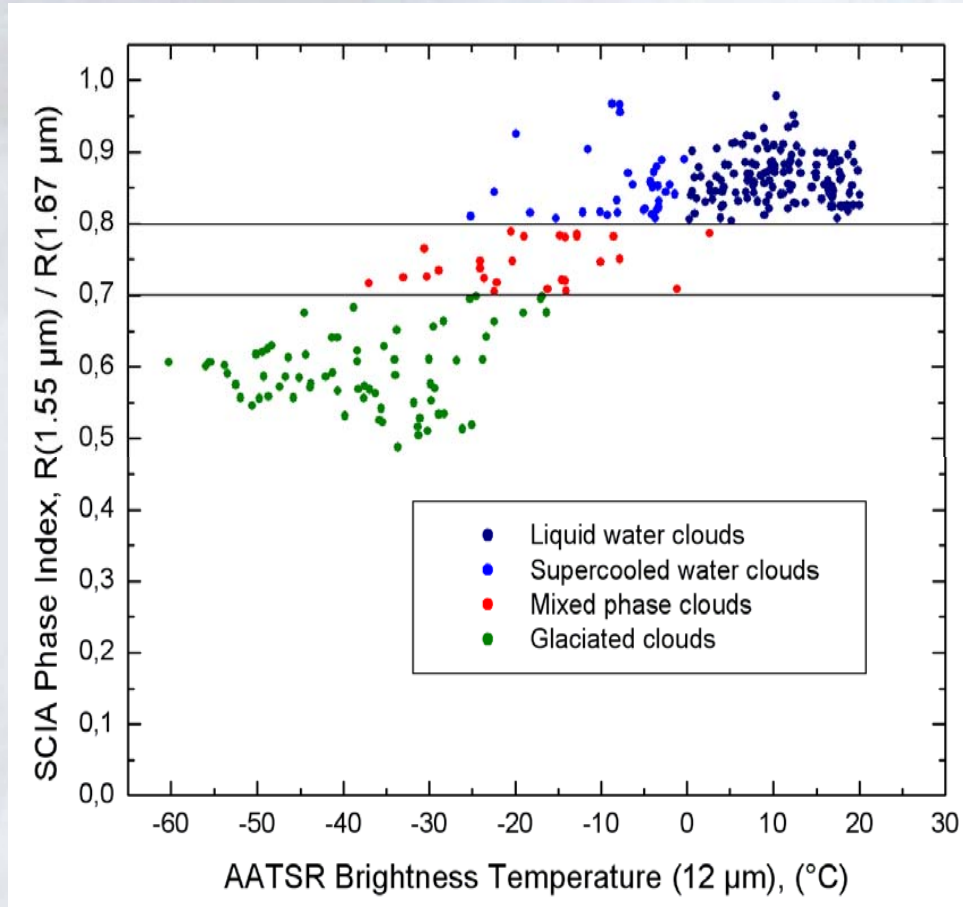 SCIA Phase Index, R(1.55 µm) / R(1.67 µm)
1,0
0,9
0,8
0,7
0,6
0,5
0,4
0,3
0,2
0,1
0,0
Liquid water clouds
Supercooled water clouds
Mixed phase clouds
Glaciated clouds
-60 -50 -40 -30 -20 -10 0 10 20 30
AATSR Brightness Temperature (12 µm), (°C)